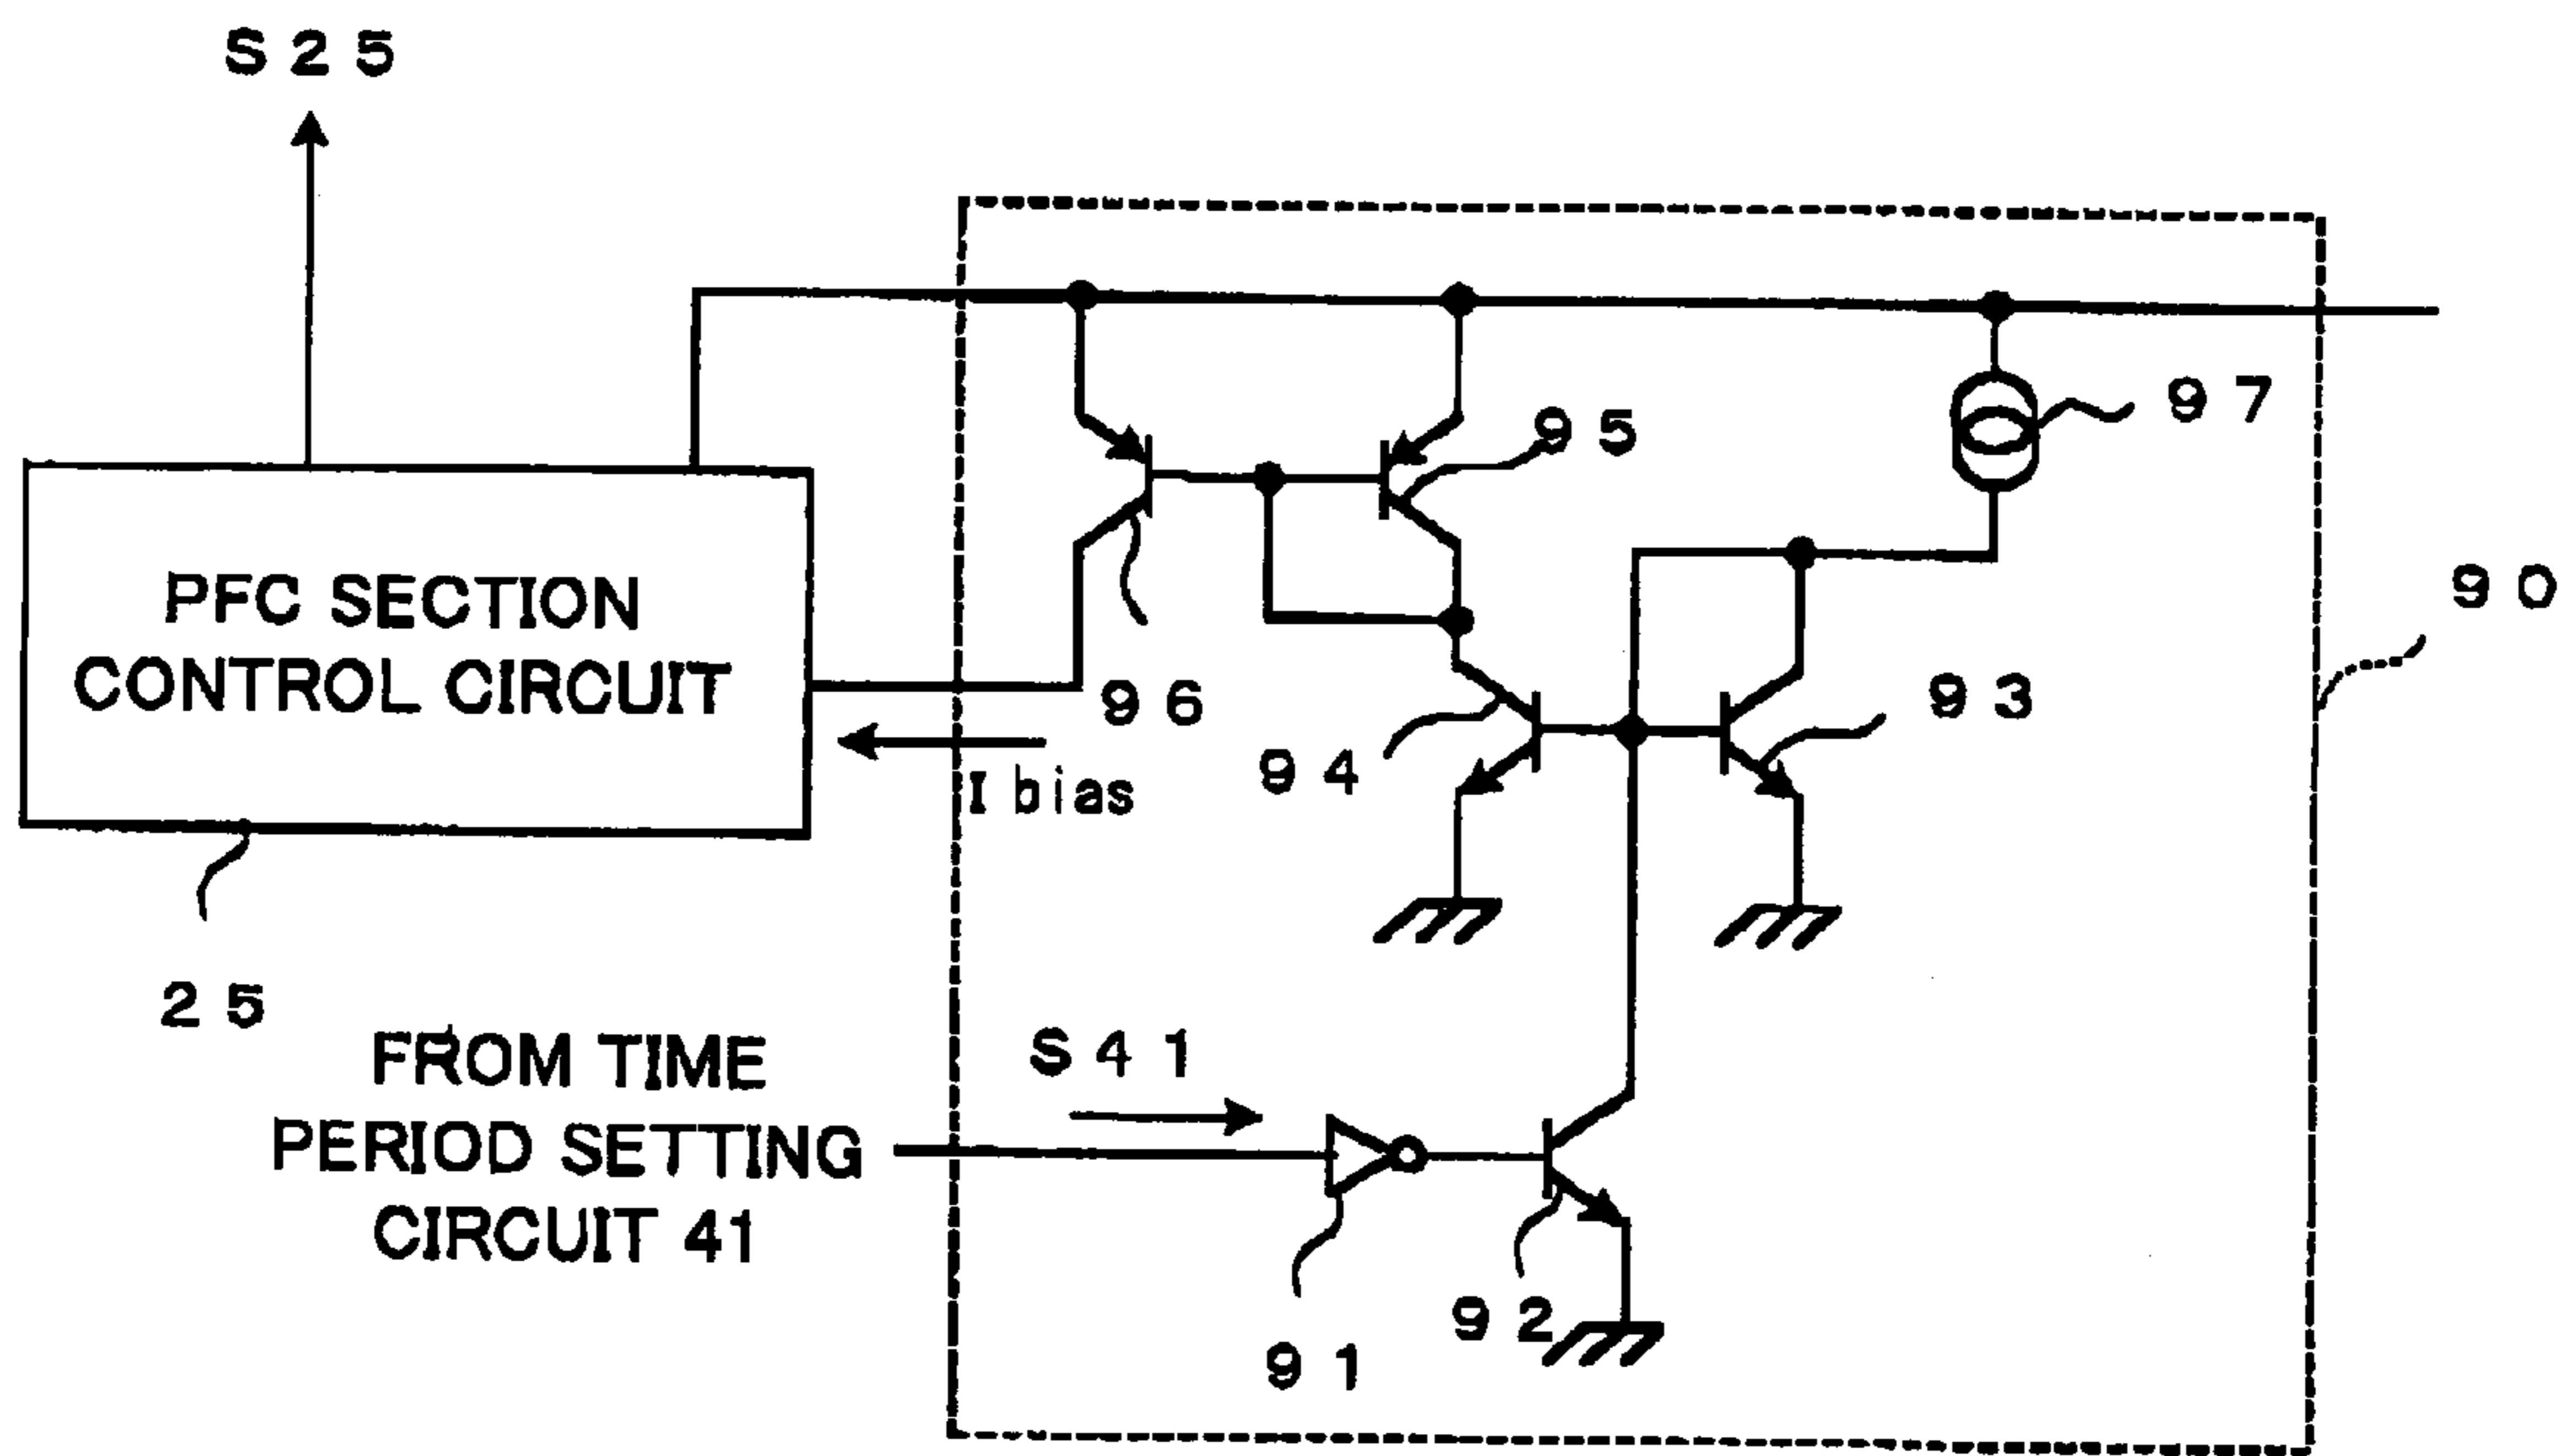 S25
97
95
90
PFC SECTION
CONTROL CIRCUIT
96
93
94
I bias
25
FROM TIME
PERIOD SETTING
CIRCUIT 41
S41
92
91